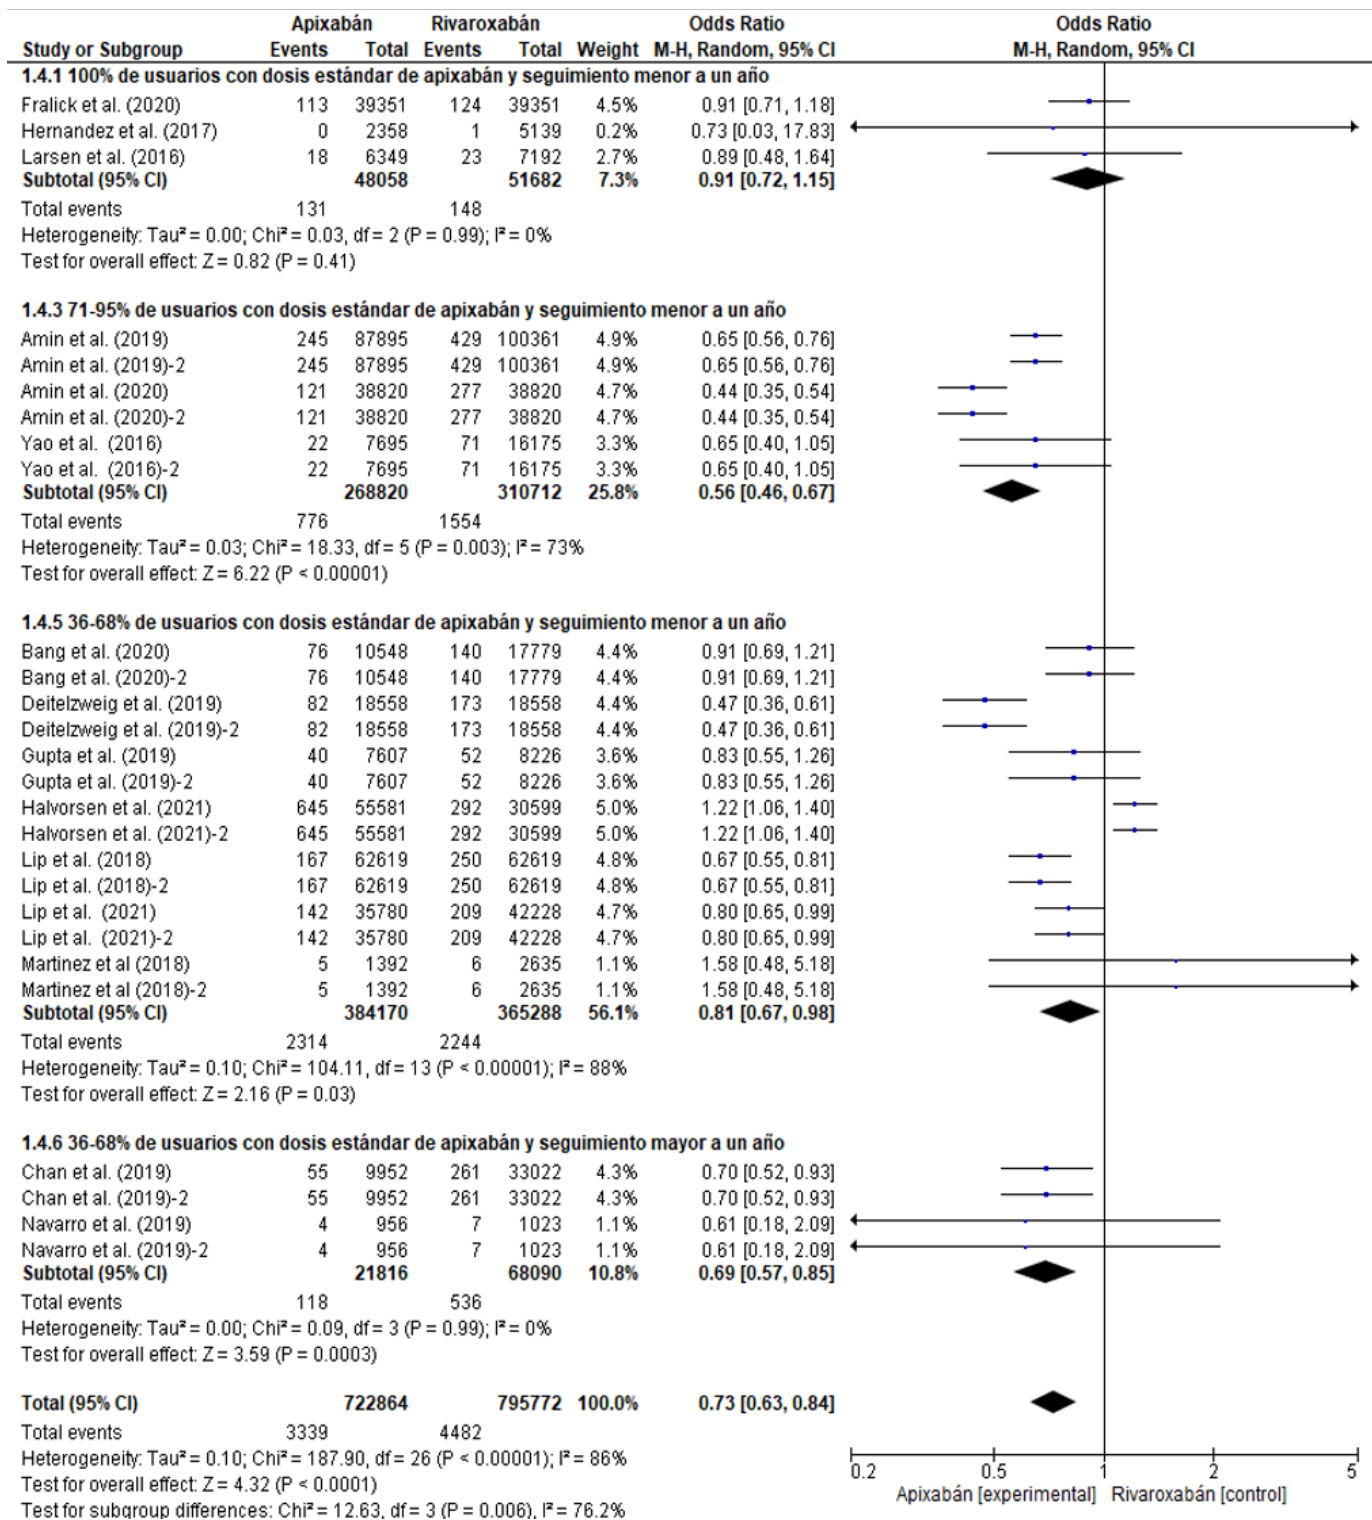 Apixabán Rivaroxabán Odds Ratio Odds Ratio
Study or Subgroup Events Total Events Total Weight M-H, Random, 95% CI M-H, Random, 95% CI
1.4.1 100% de usuarios con dosis estándar de apixabán y seguimiento menor a un año
Fralick et al. (2020) 113 39351 124 39351 4.5% 0.91 [0.71, 1.18]
Hernandez et al. (2017) 0 2358 1 5139 0.2% 0.73 [0.03, 17.83]
Larsen et al. (2016) 18 6349 23 7192 2.7% 0.89 [0.48, 1.64]
Subtotal (95% CI) 48058 51682 7.3% 0.91 [0.72, 1.15]
Total events 131 148
Heterogeneity: Tau² = 0.00; Chi² = 0.03, df = 2 (P = 0.99); I² = 0%
Test for overall effect: Z = 0.82 (P = 0.41)
1.4.3 71-95% de usuarios con dosis estándar de apixabán y seguimiento menor a un año
Amin et al. (2019) 245 87895 429 100361 4.9% 0.65 [0.56, 0.76]
Amin et al. (2019)-2 245 87895 429 100361 4.9% 0.65 [0.56, 0.76]
Amin et al. (2020) 121 38820 277 38820 4.7% 0.44 [0.35, 0.54]
Amin et al. (2020)-2 121 38820 277 38820 4.7% 0.44 [0.35, 0.54]
Yao et al. (2016) 22 7695 71 16175 3.3% 0.65 [0.40, 1.05]
Yao et al. (2016)-2 22 7695 71 16175 3.3% 0.65 [0.40, 1.05]
Subtotal (95% CI) 268820 310712 25.8% 0.56 [0.46, 0.67]
Total events 776 1554
Heterogeneity: Tau² = 0.03; Chi² = 18.33, df = 5 (P = 0.003); I² = 73%
Test for overall effect: Z = 6.22 (P < 0.00001)
1.4.5 36-68% de usuarios con dosis estándar de apixabán y seguimiento menor a un año
Bang et al. (2020) 76 10548 140 17779 4.4% 0.91 [0.69, 1.21]
Bang et al. (2020)-2 76 10548 140 17779 4.4% 0.91 [0.69, 1.21]
Deitelzweig et al. (2019) 82 18558 173 18558 4.4% 0.47 [0.36, 0.61]
Deitelzweig et al. (2019)-2 82 18558 173 18558 4.4% 0.47 [0.36, 0.61]
Gupta et al. (2019) 40 7607 52 8226 3.6% 0.83 [0.55, 1.26]
Gupta et al. (2019)-2 40 7607 52 8226 3.6% 0.83 [0.55, 1.26]
Halvorsen et al. (2021) 645 55581 292 30599 5.0% 1.22 [1.06, 1.40]
Halvorsen et al. (2021)-2 645 55581 292 30599 5.0% 1.22 [1.06, 1.40]
Lip et al. (2018) 167 62619 250 62619 4.8% 0.67 [0.55, 0.81]
Lip et al. (2018)-2 167 62619 250 62619 4.8% 0.67 [0.55, 0.81]
Lip et al. (2021) 142 35780 209 42228 4.7% 0.80 [0.65, 0.99]
Lip et al. (2021)-2 142 35780 209 42228 4.7% 0.80 [0.65, 0.99]
Martinez et al (2018) 5 1392 6 2635 1.1% 1.58 [0.48, 5.18]
Martinez et al (2018)-2 5 1392 6 2635 1.1% 1.58 [0.48, 5.18]
Subtotal (95% CI) 384170 365288 56.1% 0.81 [0.67, 0.98]
Total events 2314 2244
Heterogeneity: Tau² = 0.10; Chi² = 104.11, df = 13 (P < 0.00001); I² = 88%
Test for overall effect: Z = 2.16 (P = 0.03)
1.4.6 36-68% de usuarios con dosis estándar de apixabán y seguimiento mayor a un año
Chan et al. (2019) 55 9952 261 33022 4.3% 0.70 [0.52, 0.93]
Chan et al. (2019)-2 55 9952 261 33022 4.3% 0.70 [0.52, 0.93]
Navarro et al. (2019) 4 956 7 1023 1.1% 0.61 [0.18, 2.09]
Navarro et al. (2019)-2 4 956 7 1023 1.1% 0.61 [0.18, 2.09]
Subtotal (95% CI) 21816 68090 10.8% 0.69 [0.57, 0.85]
Total events 118 536
Heterogeneity: Tau² = 0.00; Chi² = 0.09, df = 3 (P = 0.99); I² = 0%
Test for overall effect: Z = 3.59 (P = 0.0003)
Total (95% CI) 722864 795772 100.0% 0.73 [0.63, 0.84]
Total events 3339 4482
Heterogeneity: Tau² = 0.10; Chi² = 187.90, df = 26 (P < 0.00001); I² = 86%
Test for overall effect: Z = 4.32 (P < 0.0001)
Test for subgroup differences: Chi² = 12.63, df = 3 (P = 0.006), I² = 76.2%
0.2 0.5 1 2 5
Apixabán [experimental] Rivaroxabán [control]